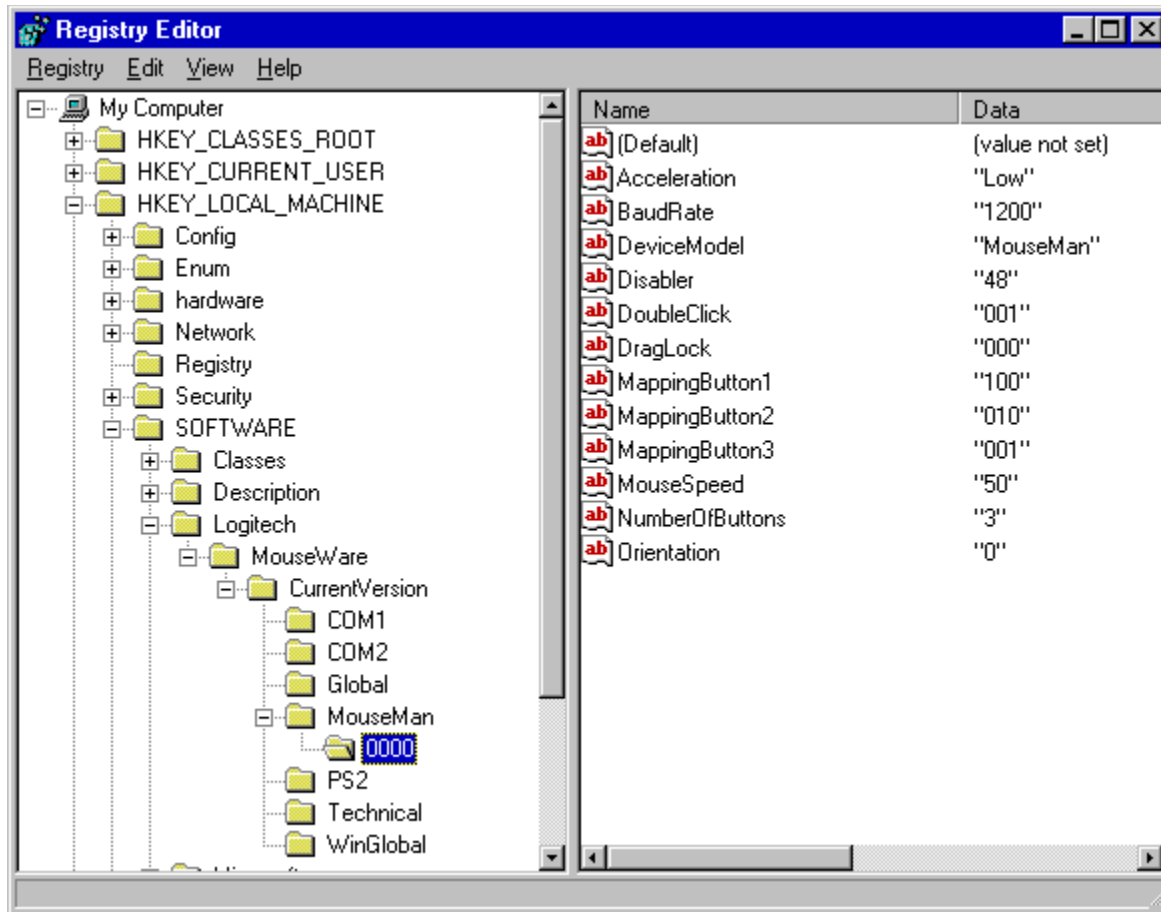 Registry Editor
Registry Edit View Help
My Computer
HKEY_CLASSES_ROOT
HKEY_CURRENT_USER
HKEY_LOCAL_MACHINE
Config
Enum
hardware
Network
Registry
Security
SOFTWARE
Classes
Description
Logitech
MouseWare
CurrentVersion
COM1
COM2
Global
MouseMan
0000
PS2
Technical
WinGlobal
Name Data
(Default) (value not set)
Acceleration "Low"
BaudRate "1200"
DeviceModel "MouseMan"
Disabler "48"
DoubleClick "001"
DragLock "000"
MappingButton1 "100"
MappingButton2 "010"
MappingButton3 "001"
MouseSpeed "50"
NumberOfButtons "3"
Orientation "0"